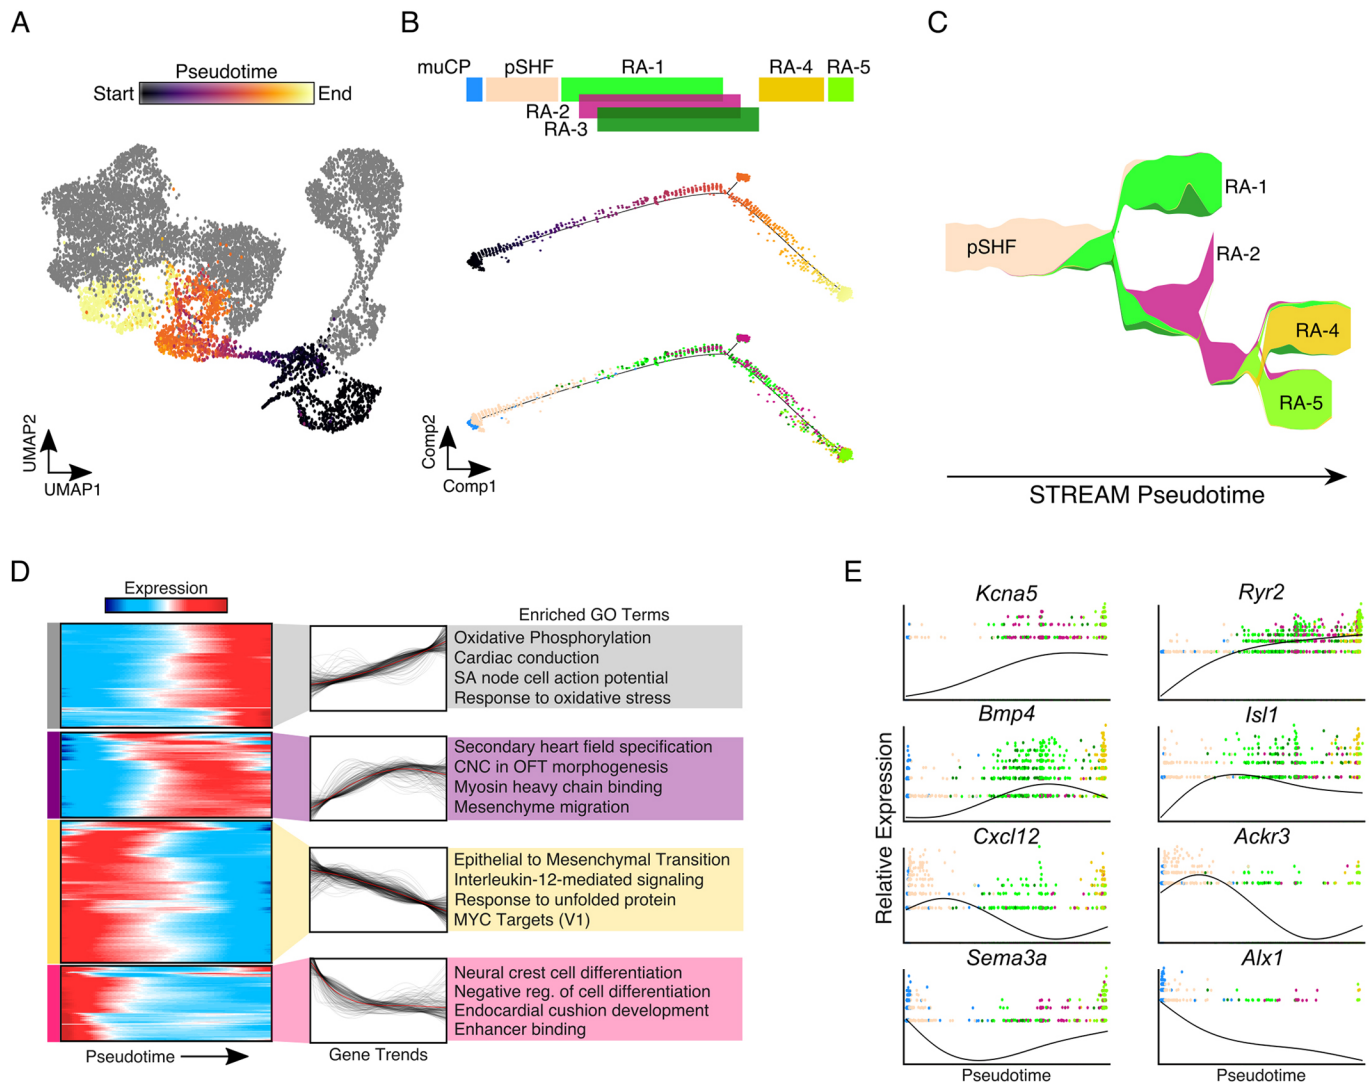 A
Pseudotime
Start
End
UMAP2
UMAP1
B
muCP
pSHF
RA-1
RA-4
RA-5
RA-2
RA-3
Comp2
Comp1
C
RA-1
pSHF
RA-2
RA-4
RA-5
STREAM Pseudotime
D
Expression
Enriched GO Terms
Oxidative Phosphorylation
Cardiac conduction
SA node cell action potential
Response to oxidative stress
Secondary heart field specification
CNC in OFT morphogenesis
Myosin heavy chain binding
Mesenchyme migration
Epithelial to Mesenchymal Transition
Interleukin-12-mediated signaling
Response to unfolded protein
MYC Targets (V1)
Neural crest cell differentiation
Negative reg. of cell differentiation
Endocardial cushion development
Enhancer binding
Pseudotime
Gene Trends
E
Relative Expression
Kcna5
Ryr2
Bmp4
Isl1
Cxcl12
Ackr3
Sema3a
Alx1
Pseudotime
Pseudotime